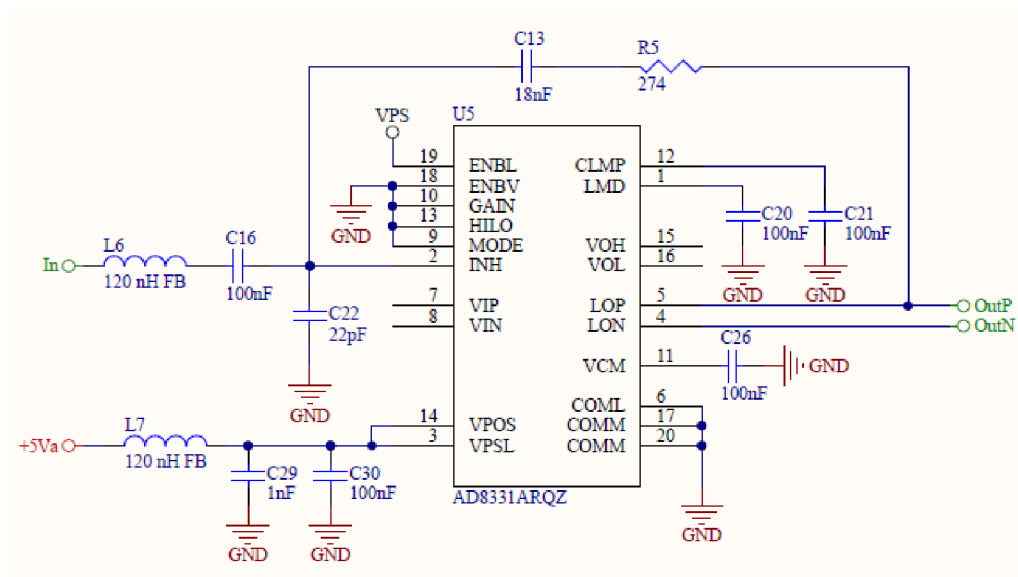 C13
R5
18nF
274
VPS
U5
19 ENBL
18 ENBV
10 GAIN
13 HILO
9 MODE
2 INH
7 VIP
8 VIN
14 VPOS
3 VPSL
CLMP 12
LMD 1
VOH 15
VOL 16
LOP 5
LON 4
VCM 11
COML 6
COMM 17
COMM 20
AD8331ARQZ
GND
In
L6
120 nH FB
C16
100nF
C22
22pF
GND
C20
100nF
C21
100nF
GND
GND
OutP
OutN
C26
100nF
GND
+5Va
L7
120 nH FB
C29
1nF
C30
100nF
GND
GND
GND